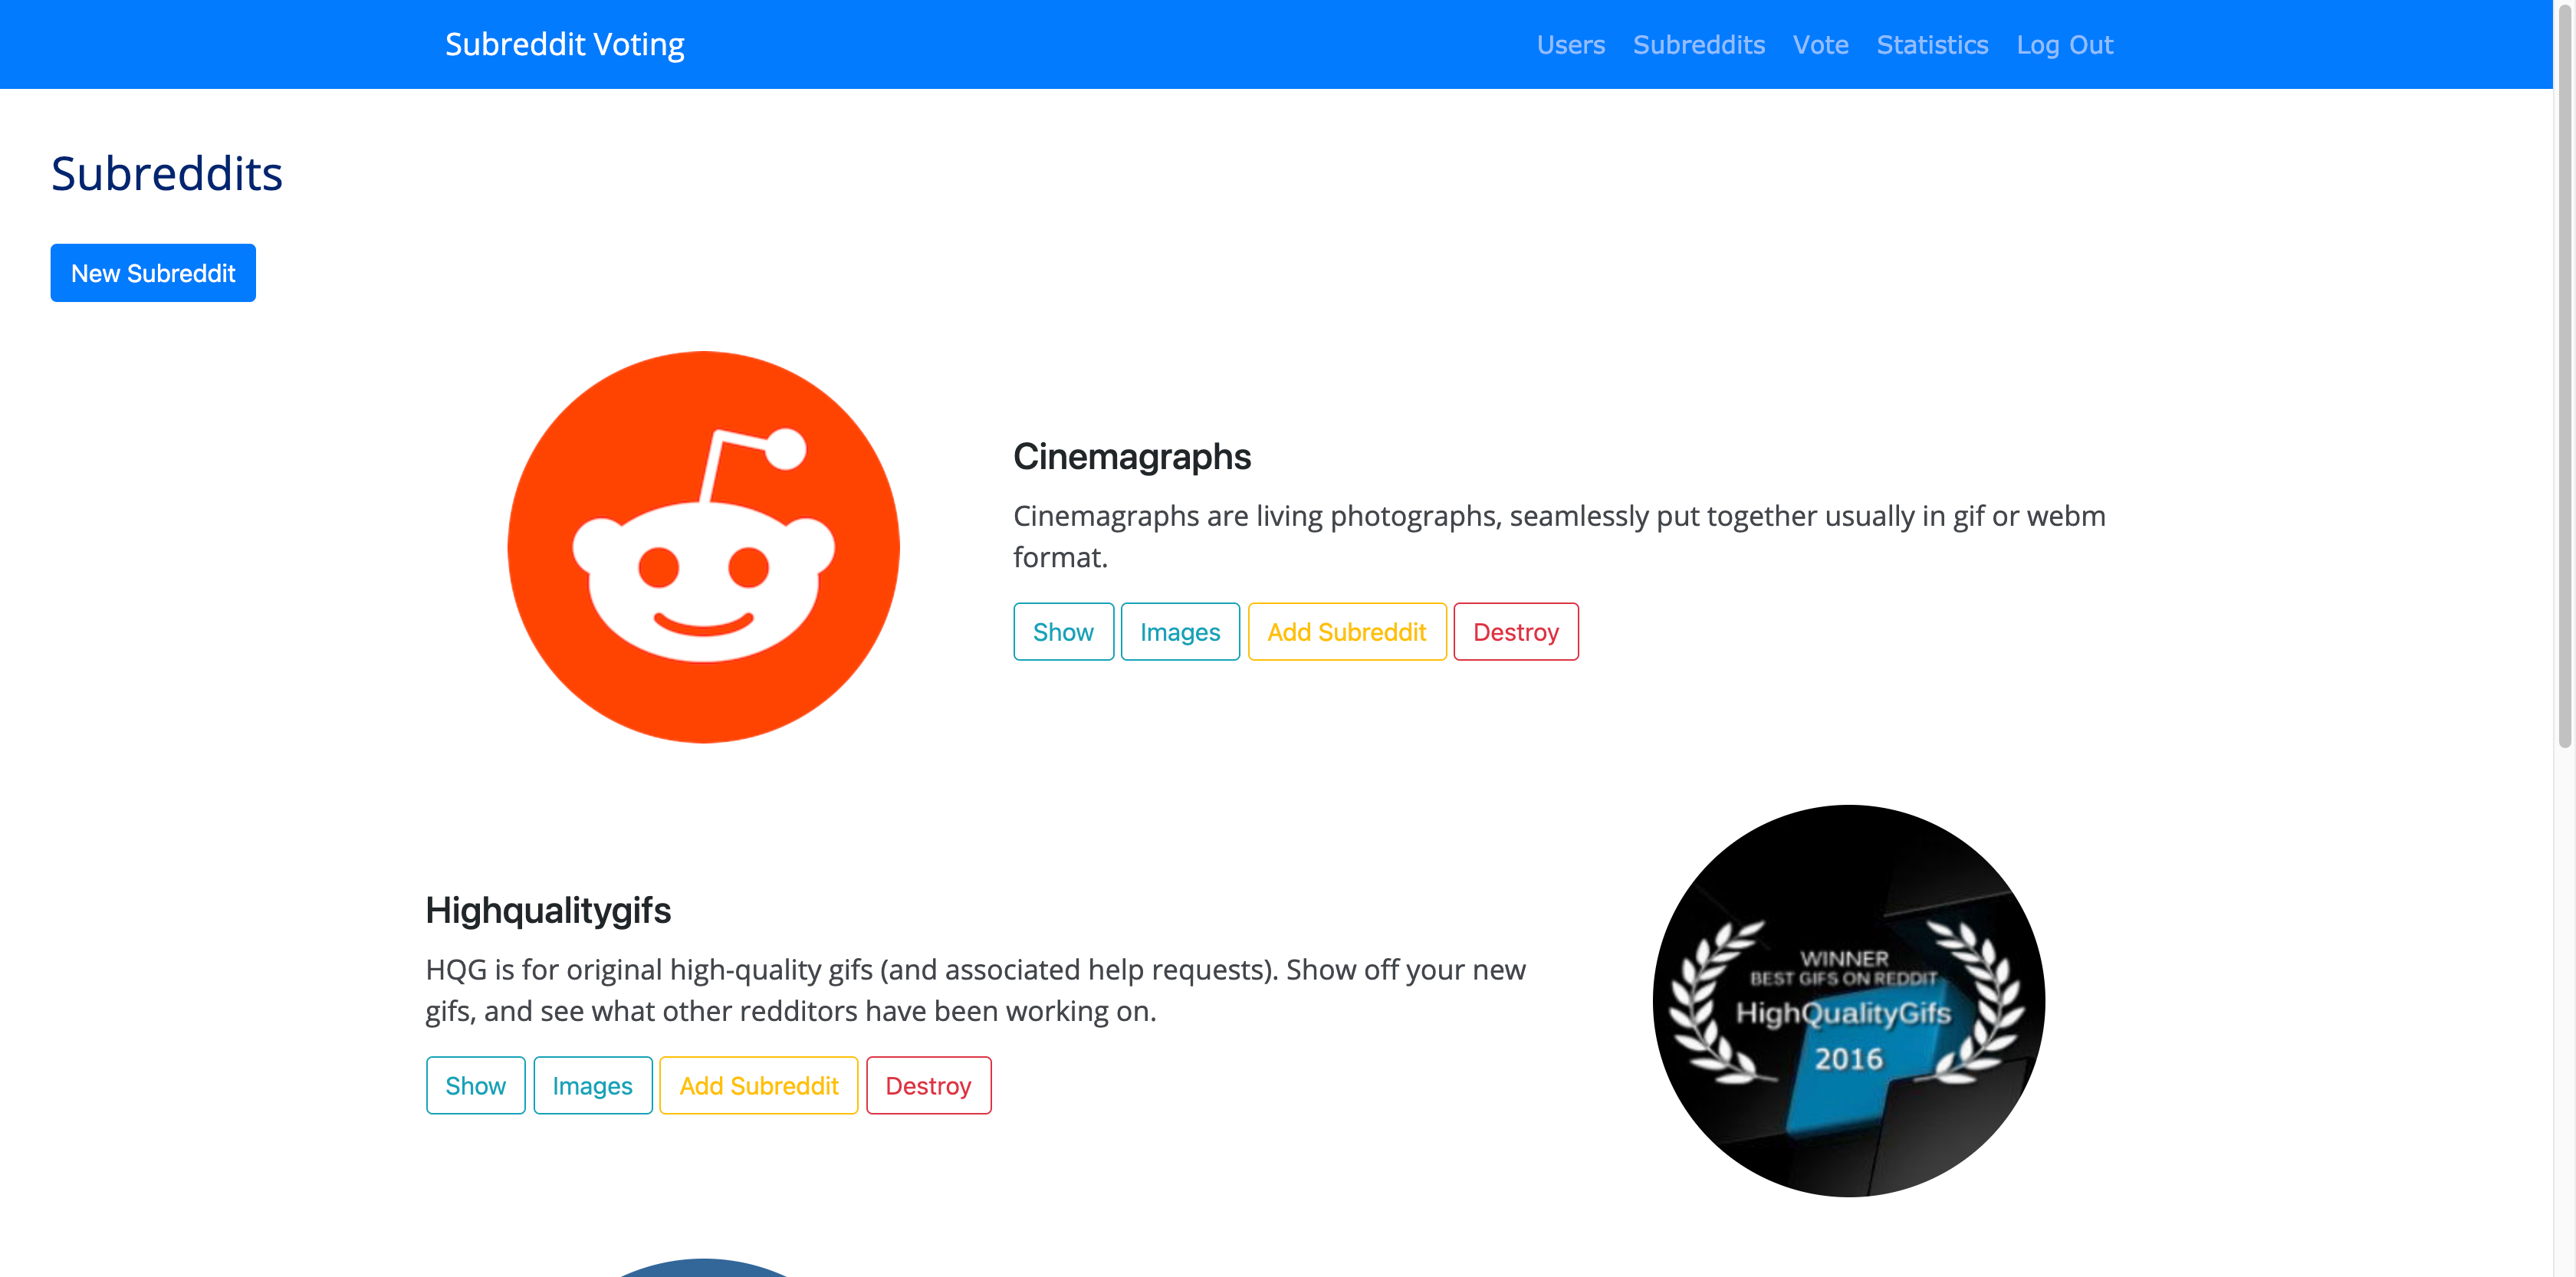 Subreddit Voting
Users Subreddits Vote Statistics Log Out
Subreddits
New Subreddit
Cinemagraphs
Cinemagraphs are living photographs, seamlessly put together usually in gif or webm
format.
Show Images Add Subreddit Destroy
Highqualitygifs
HQG is for original high-quality gifs (and associated help requests). Show off your new
gifs, and see what other redditors have been working on.
Show Images Add Subreddit Destroy
WINNER
BEST GIFS ON REDDIT
HighQualityGifs
2016